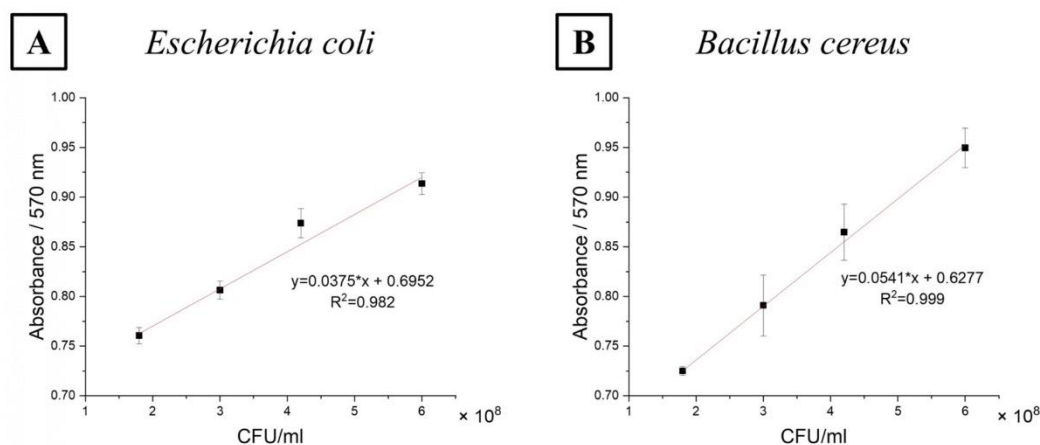 A Escherichia coli
1.00
0.95
0.90
0.85
0.80
0.75
0.70
Absorbance / 570 nm
y=0.0375*x + 0.6952
R²=0.982
1 2 3 4 5 6 × 10⁸
CFU/ml
B Bacillus cereus
1.00
0.95
0.90
0.85
0.80
0.75
0.70
Absorbance / 570 nm
y=0.0541*x + 0.6277
R²=0.999
1 2 3 4 5 6 × 10⁸
CFU/ml